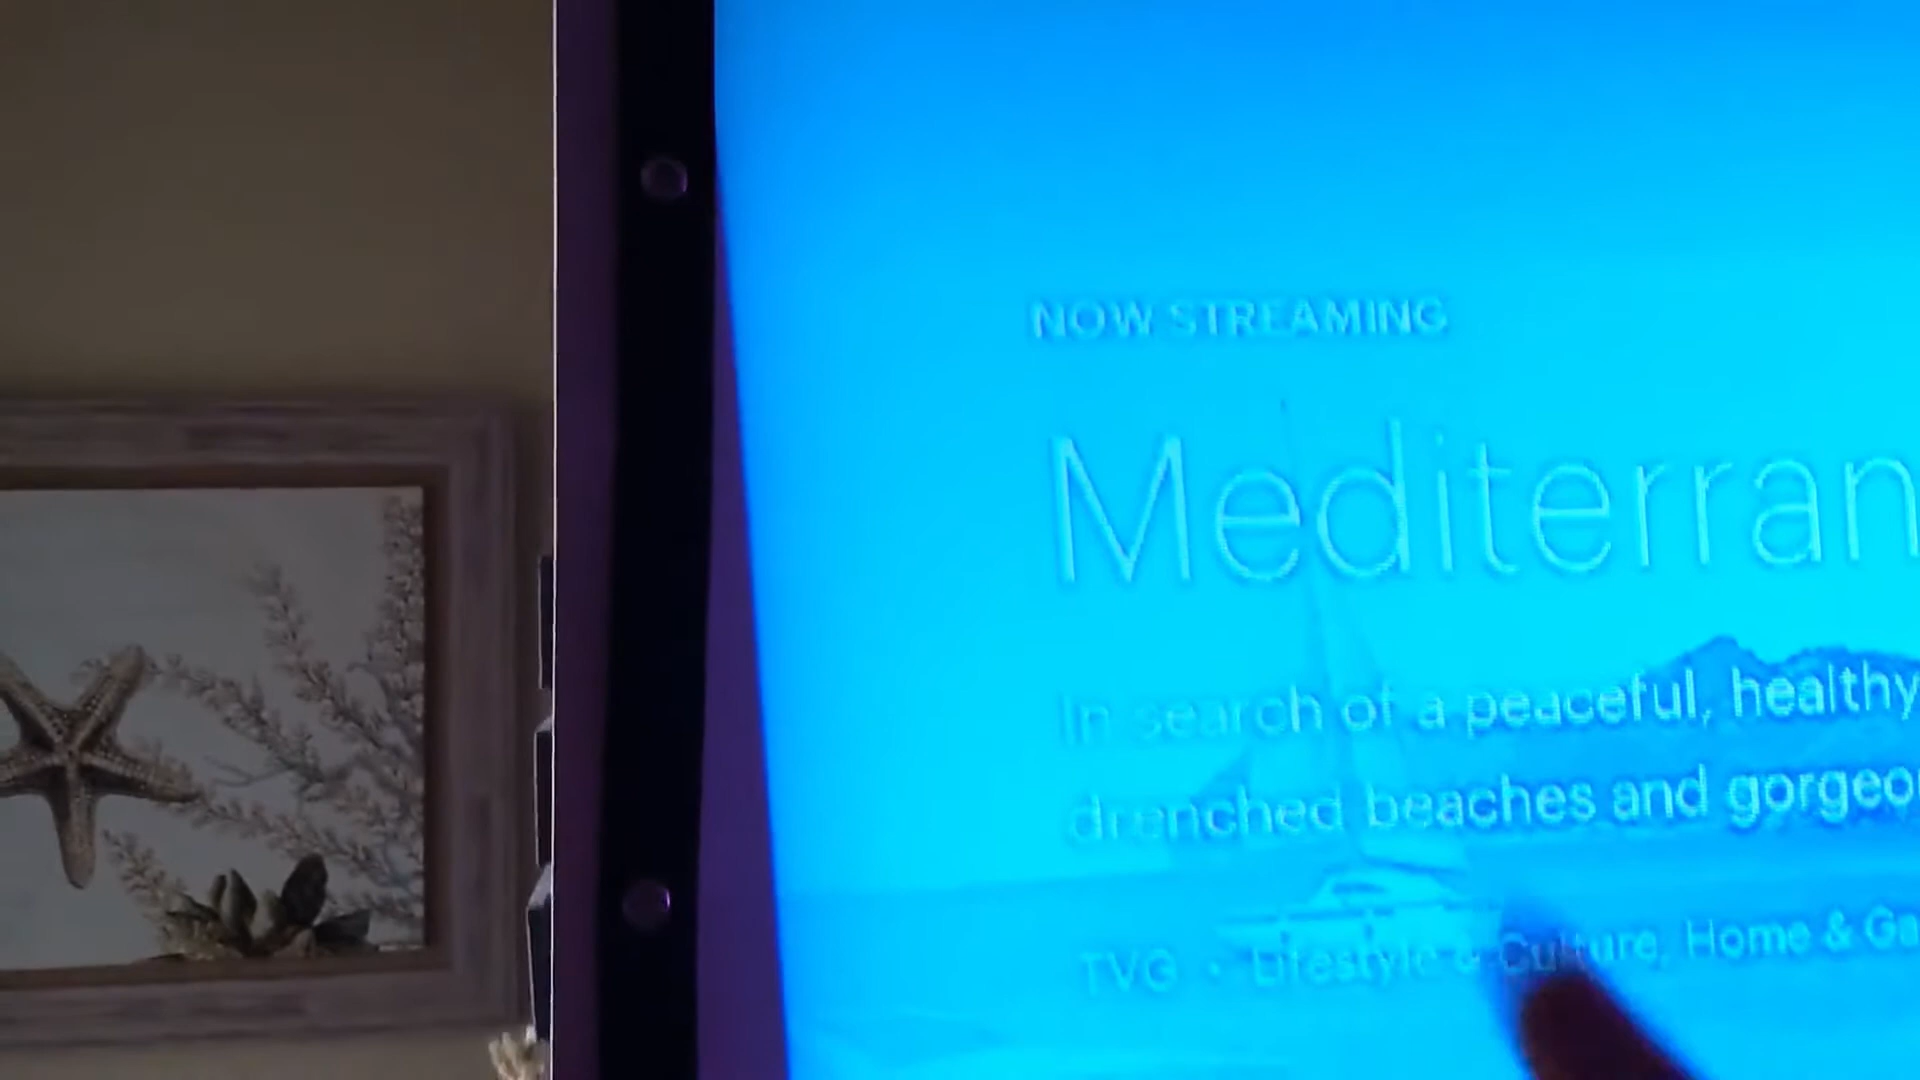 NOW STREAMING
Mediterran
In search of a peaceful, healthy
drenched beaches and gorgeo
TVG • Lifestyle & Culture, Home & Ga